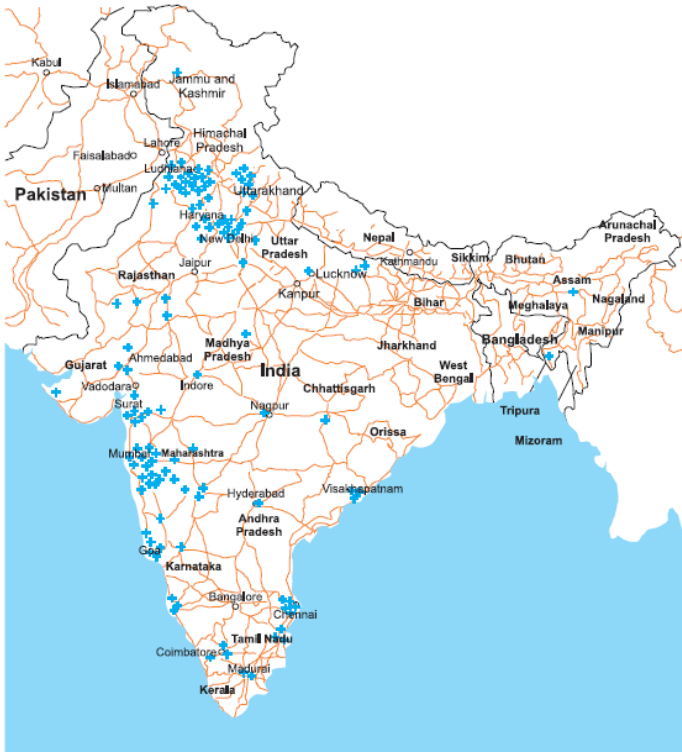 Kabul
Islamabad
Jammu and
Kashmir
Himachal
Pradesh
Lahore
Faisalabad
Ludhiana
Multan
Pakistan
Uttarakhand
Haryana
New Delhi
Uttar
Pradesh
Nepal
Kathmandu
Sikkim
Bhutan
Arunachal
Pradesh
Jaipur
Rajasthan
Lucknow
Kanpur
Assam
Nagaland
Meghalaya
Bihar
Manipur
Bangladesh
Madhya
Pradesh
Jharkhand
Gujarat
Ahmedabad
India
West
Bengal
Vadodara
Indore
Chhattisgarh
Surat
Nagpur
Tripura
Orissa
Mizoram
Mumbai
Maharashtra
Hyderabad
Visakhapatnam
Andhra
Pradesh
Goa
Karnataka
Bangalore
Chennai
Tamil Nadu
Coimbatore
Madurai
Kerala